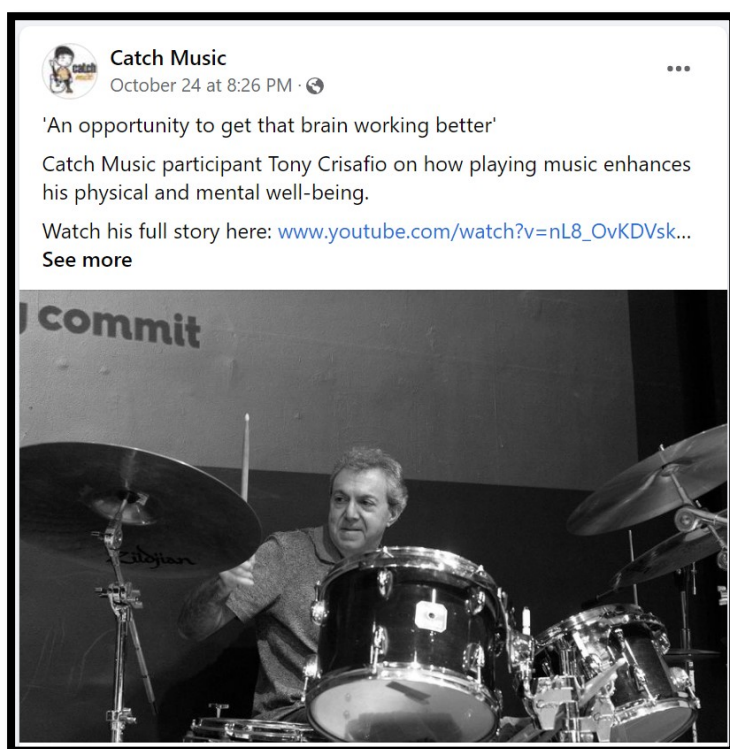 catch
music
Catch Music
October 24 at 8:26 PM ·
'An opportunity to get that brain working better'
Catch Music participant Tony Crisafio on how playing music enhances
his physical and mental well-being.
Watch his full story here: www.youtube.com/watch?v=nL8_OvKDVsk...
See more
commit
Zildjian